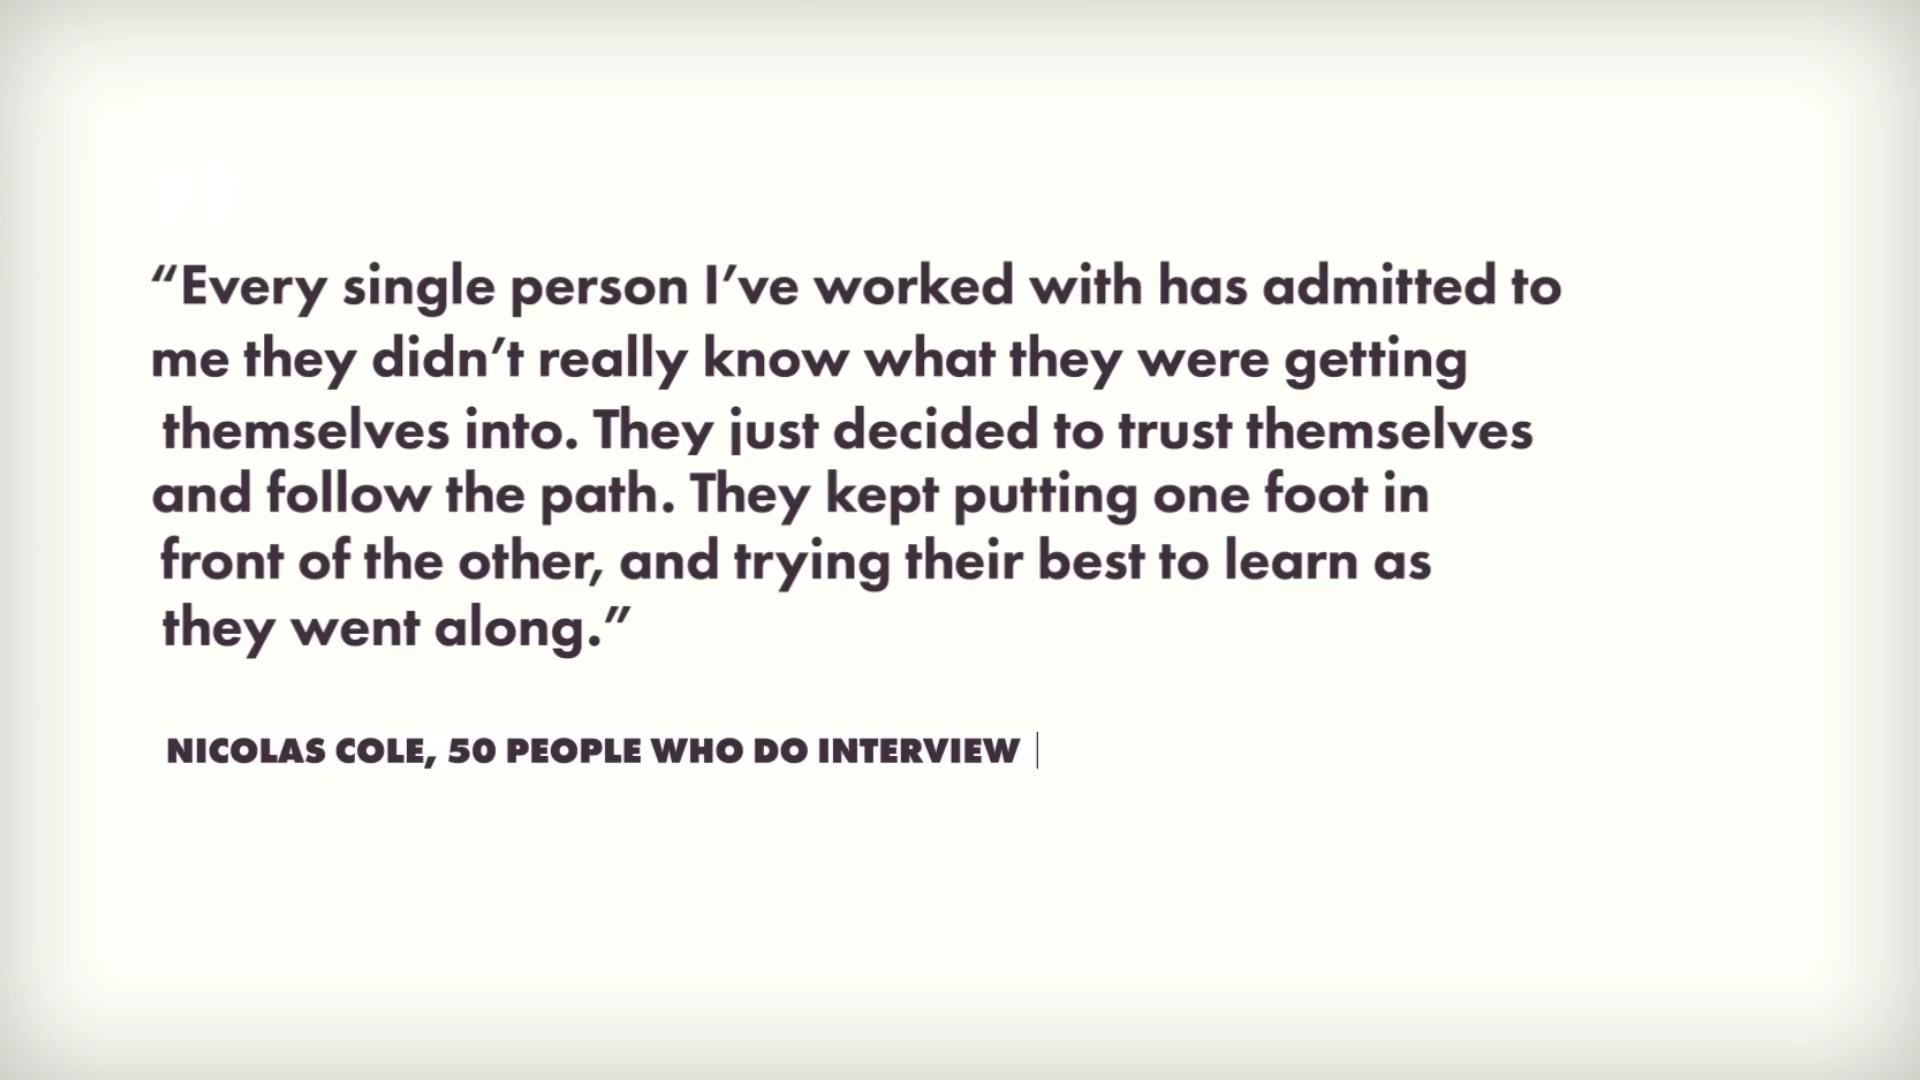 “Every single person I’ve worked with has admitted to
me they didn’t really know what they were getting
themselves into. They just decided to trust themselves
and follow the path. They kept putting one foot in
front of the other, and trying their best to learn as
they went along.”
NICOLAS COLE, 50 PEOPLE WHO DO INTERVIEW